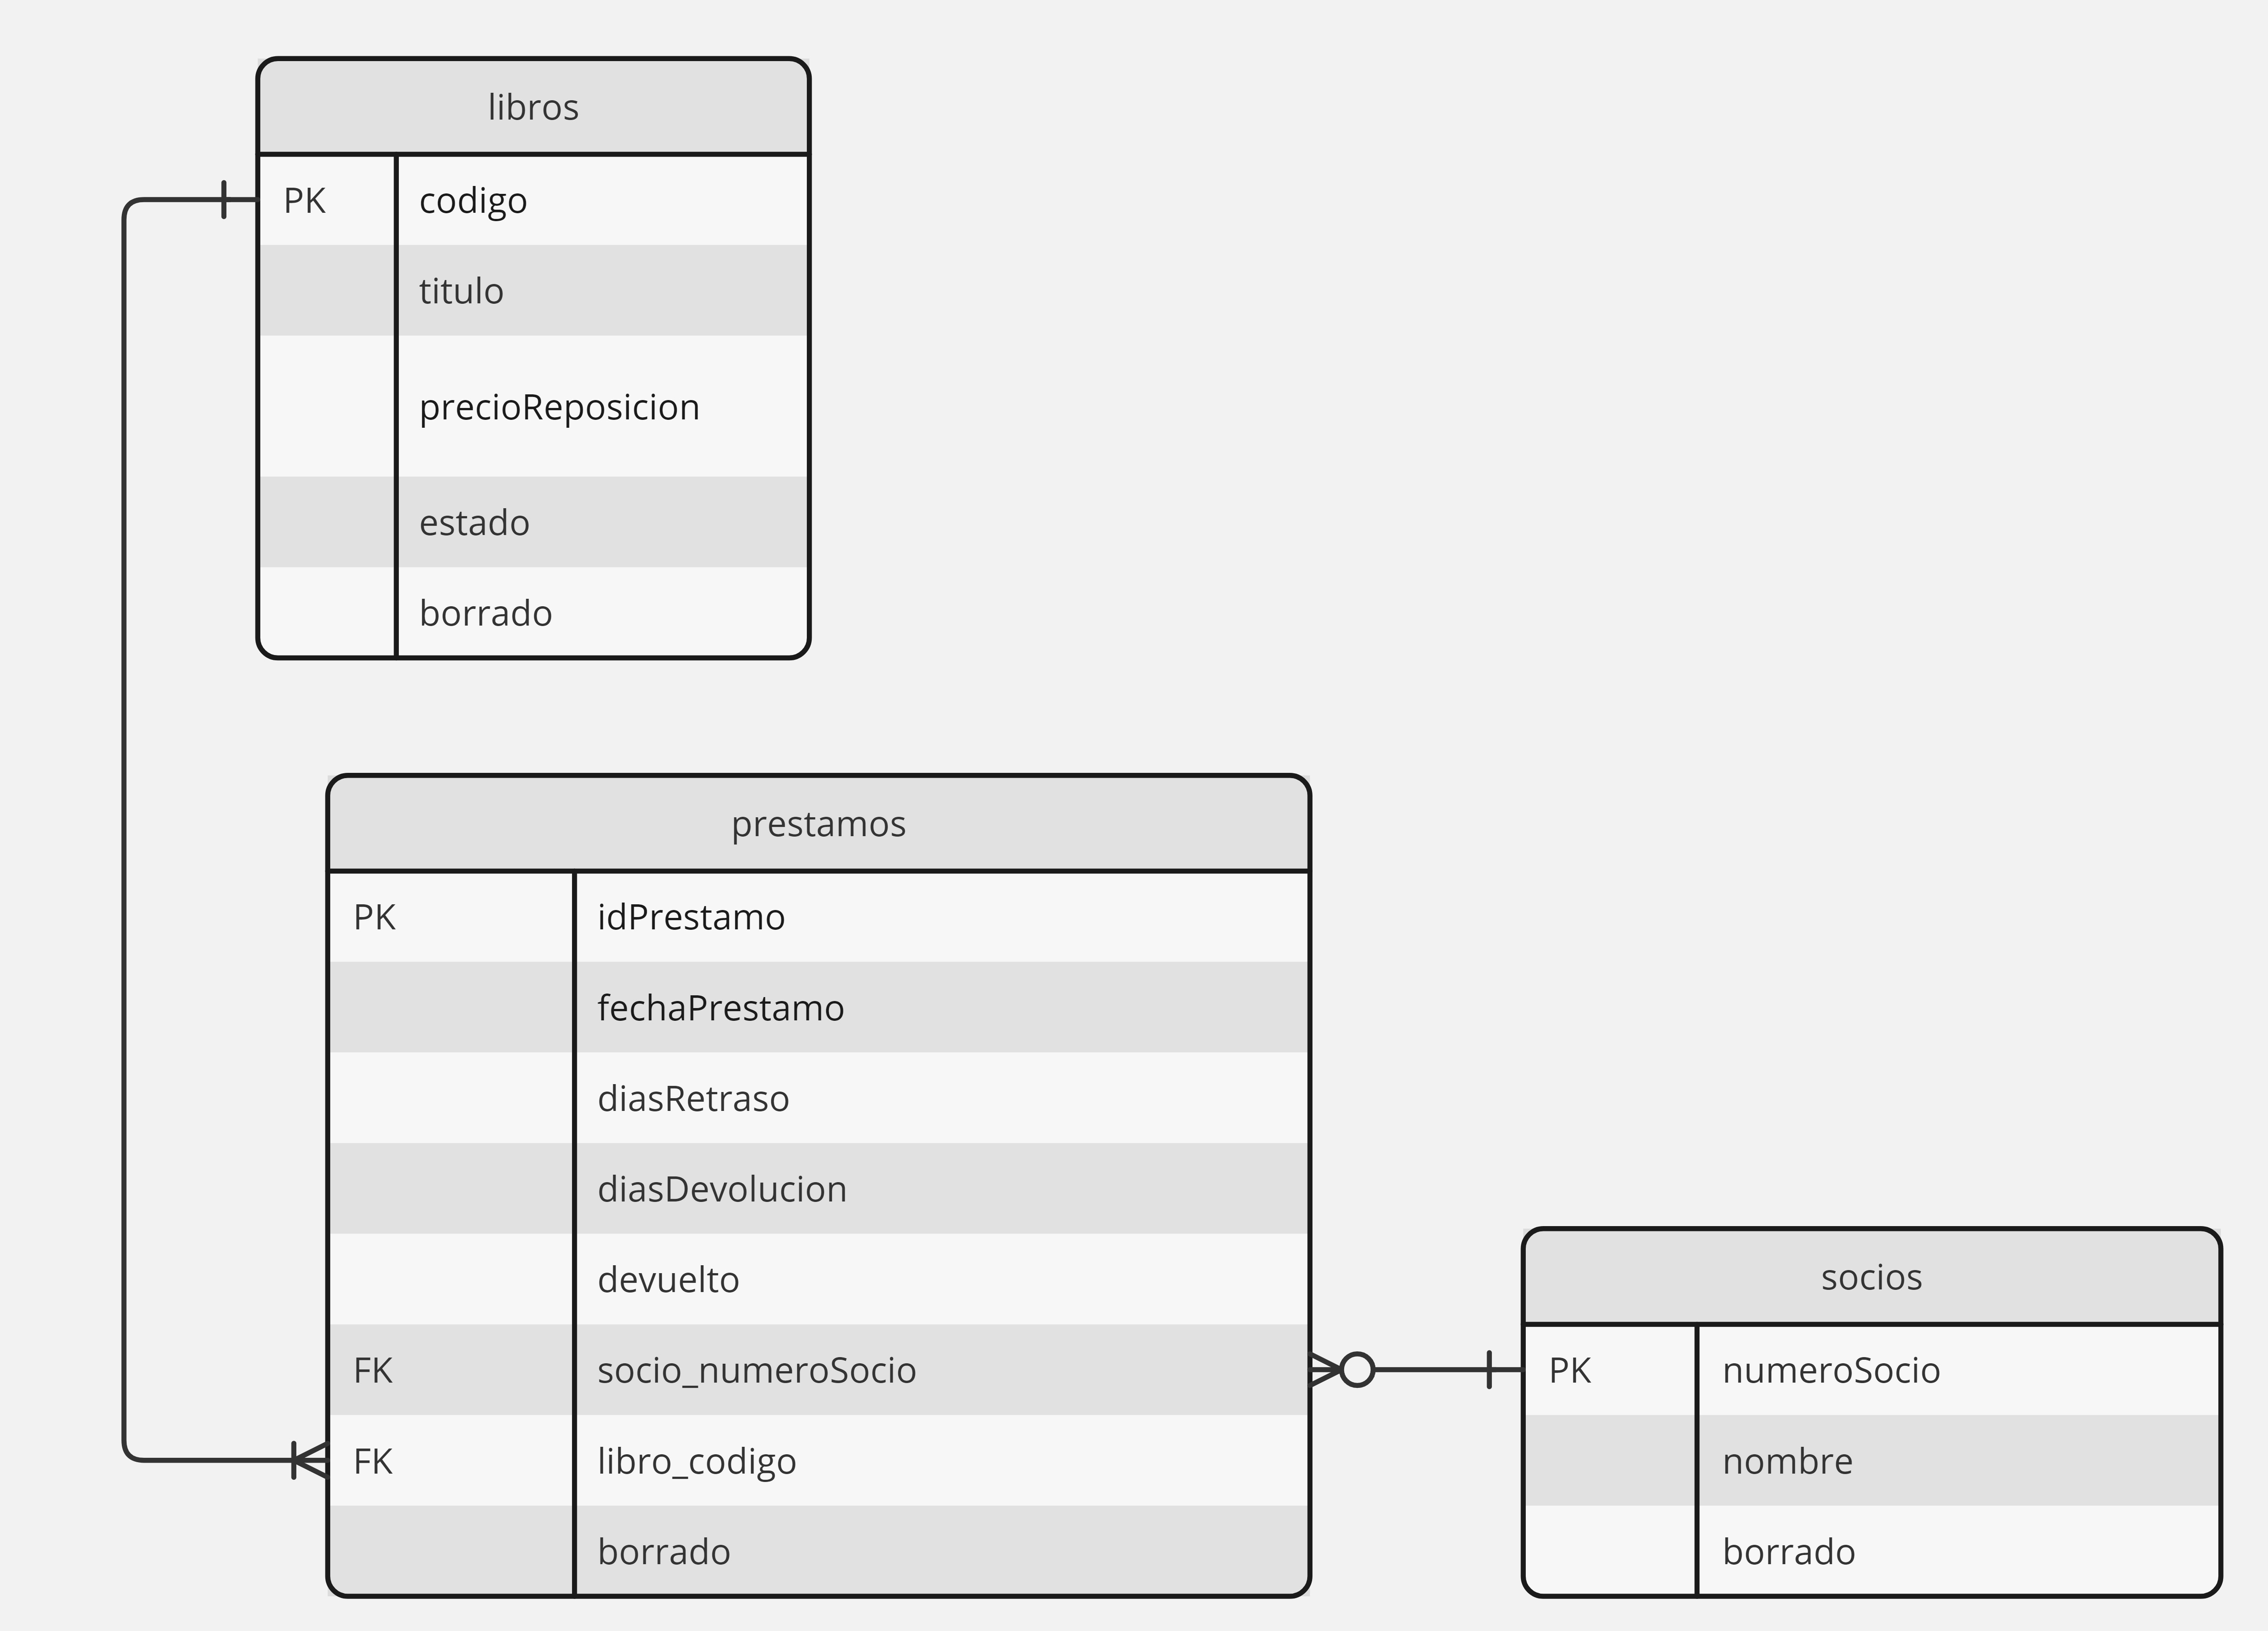 libros
PK codigo
titulo
precioReposicion
estado
borrado
prestamos
PK idPrestamo
fechaPrestamo
diasRetraso
diasDevolucion
devuelto
FK socio_numeroSocio
FK libro_codigo
borrado
socios
PK numeroSocio
nombre
borrado